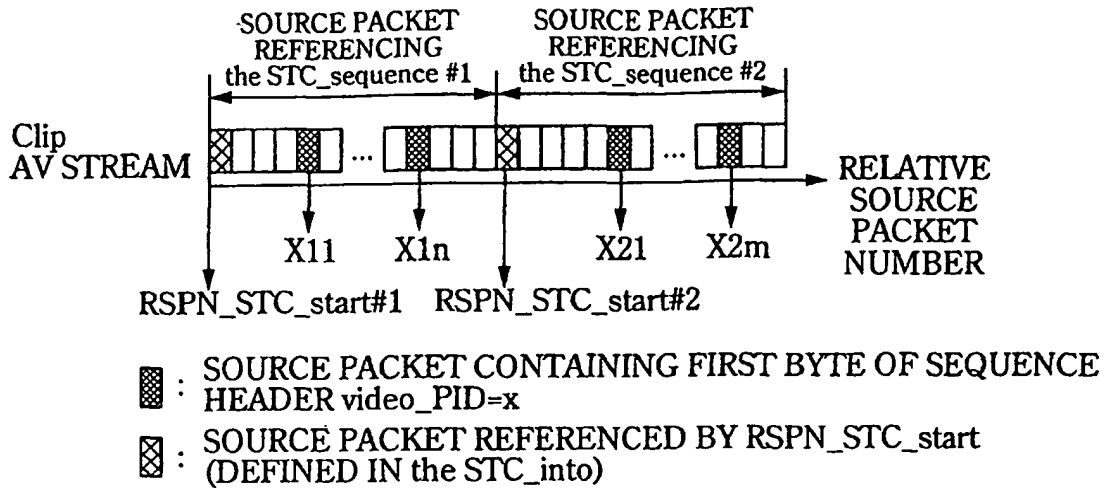 SOURCE PACKET
REFERENCING
the STC_sequence #1
SOURCE PACKET
REFERENCING
the STC_sequence #2
Clip
AV STREAM
...
...
RELATIVE
SOURCE
PACKET
NUMBER
X11
X1n
X21
X2m
RSPN_STC_start#1
RSPN_STC_start#2
: SOURCE PACKET CONTAINING FIRST BYTE OF SEQUENCE
HEADER video_PID=x
: SOURCE PACKET REFERENCED BY RSPN_STC_start
(DEFINED IN the STC_into)